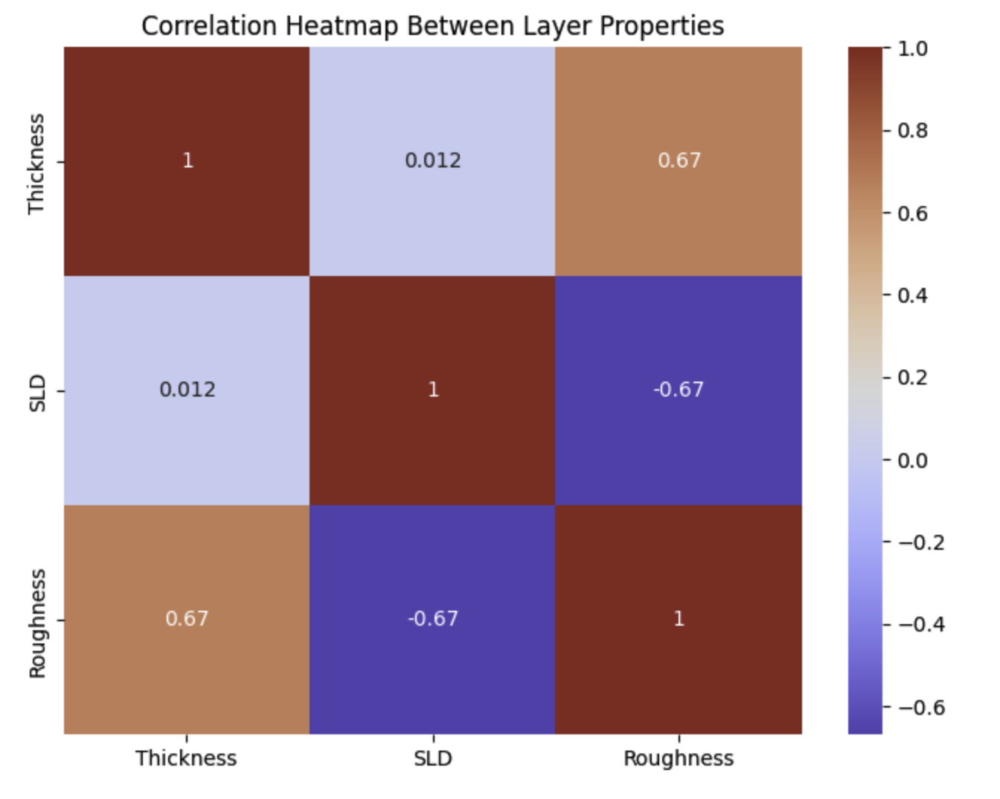 Correlation Heatmap Between Layer Properties
Thickness
1 0.012 0.67
SLD
0.012 1 -0.67
Roughness
0.67 -0.67 1
Thickness SLD Roughness
1.0
0.8
0.6
0.4
0.2
0.0
−0.2
−0.4
−0.6